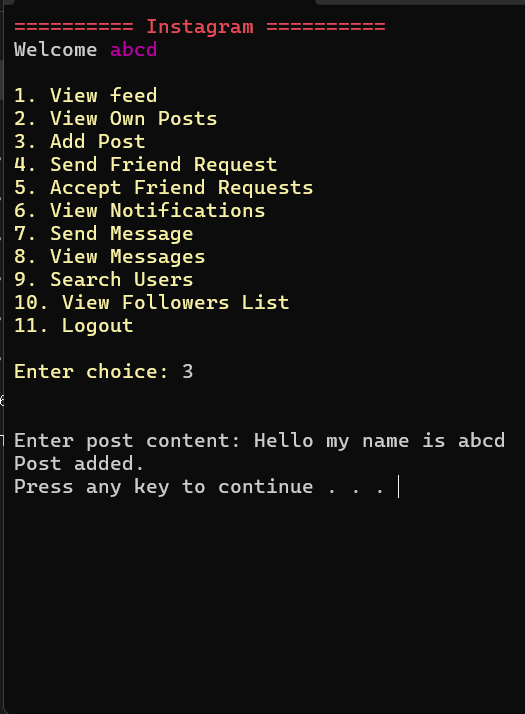 ========== Instagram ==========
Welcome abcd
1. View feed
2. View Own Posts
3. Add Post
4. Send Friend Request
5. Accept Friend Requests
6. View Notifications
7. Send Message
8. View Messages
9. Search Users
10. View Followers List
11. Logout
Enter choice: 3
Enter post content: Hello my name is abcd
Post added.
Press any key to continue . . .